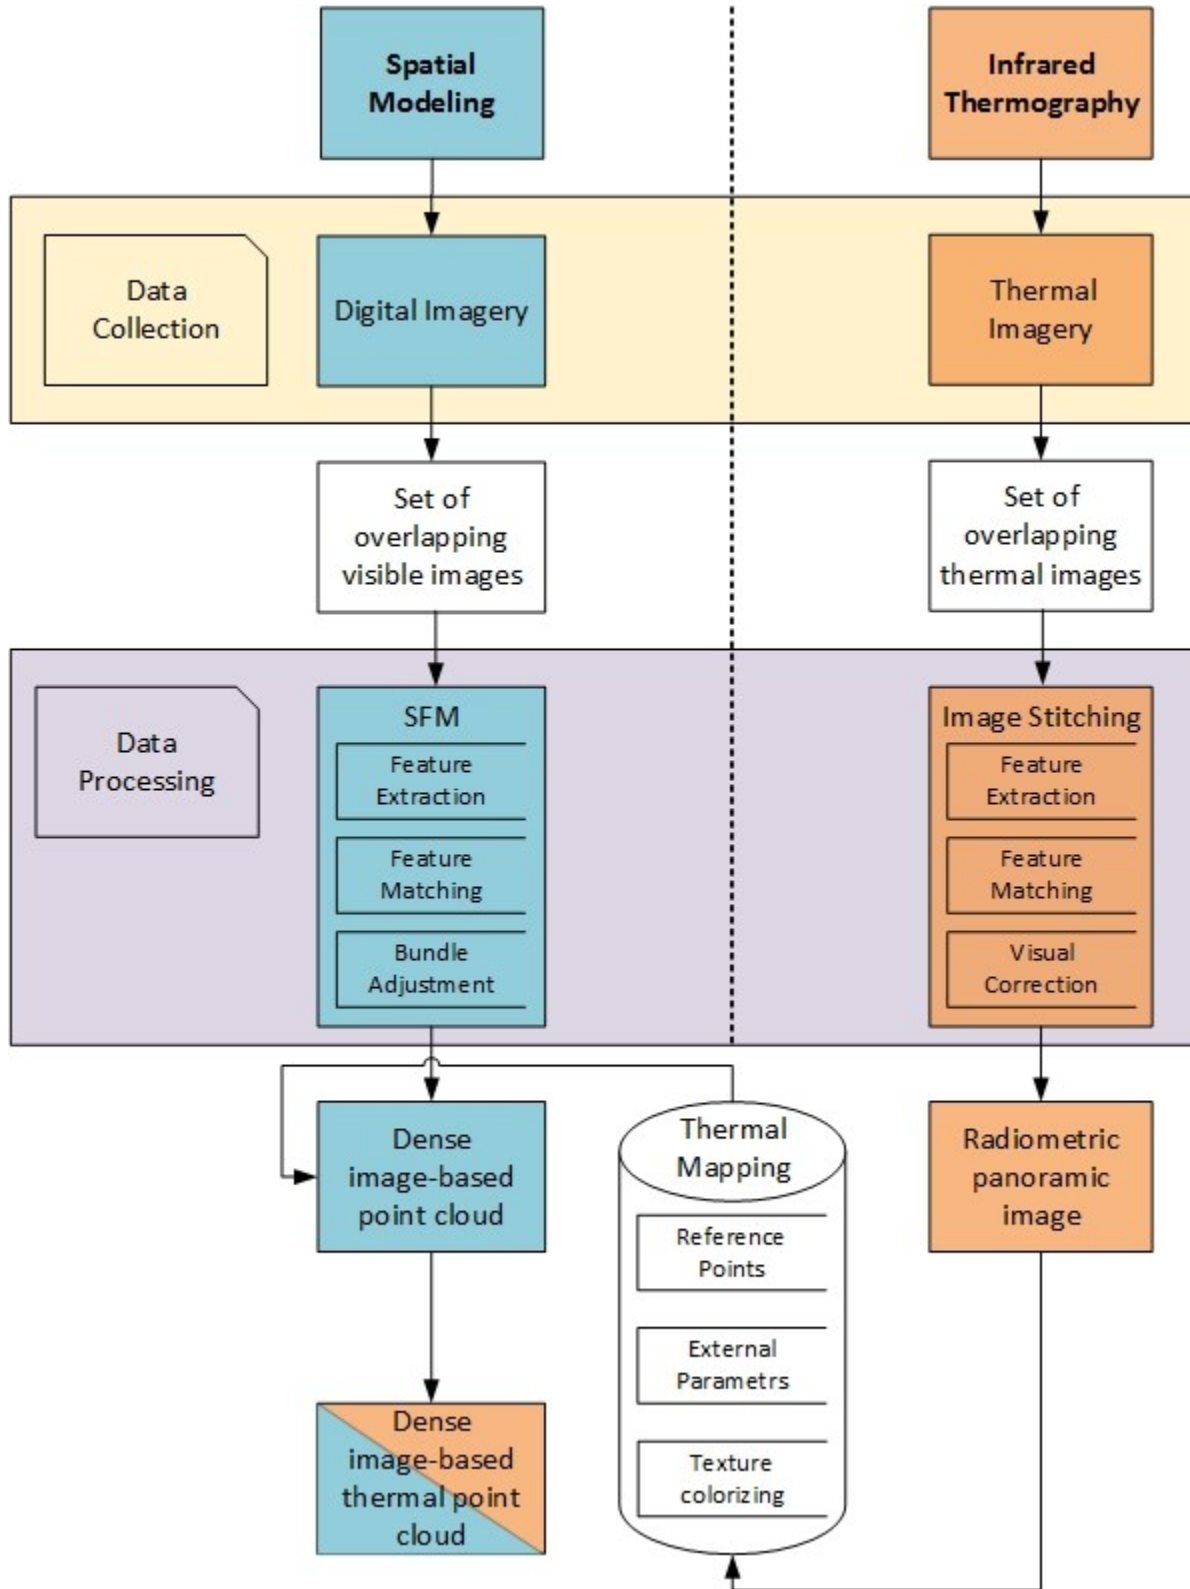 Spatial
Modeling
Infrared
Thermography
Data
Collection
Digital Imagery
Thermal
Imagery
Set of
overlapping
visible images
Set of
overlapping
thermal images
Data
Processing
SFM
Feature
Extraction
Feature
Matching
Bundle
Adjustment
Image Stitching
Feature
Extraction
Feature
Matching
Visual
Correction
Dense
image-based
point cloud
Thermal
Mapping
Reference
Points
External
Parametrs
Texture
colorizing
Radiometric
panoramic
image
Dense
image-based
thermal point
cloud